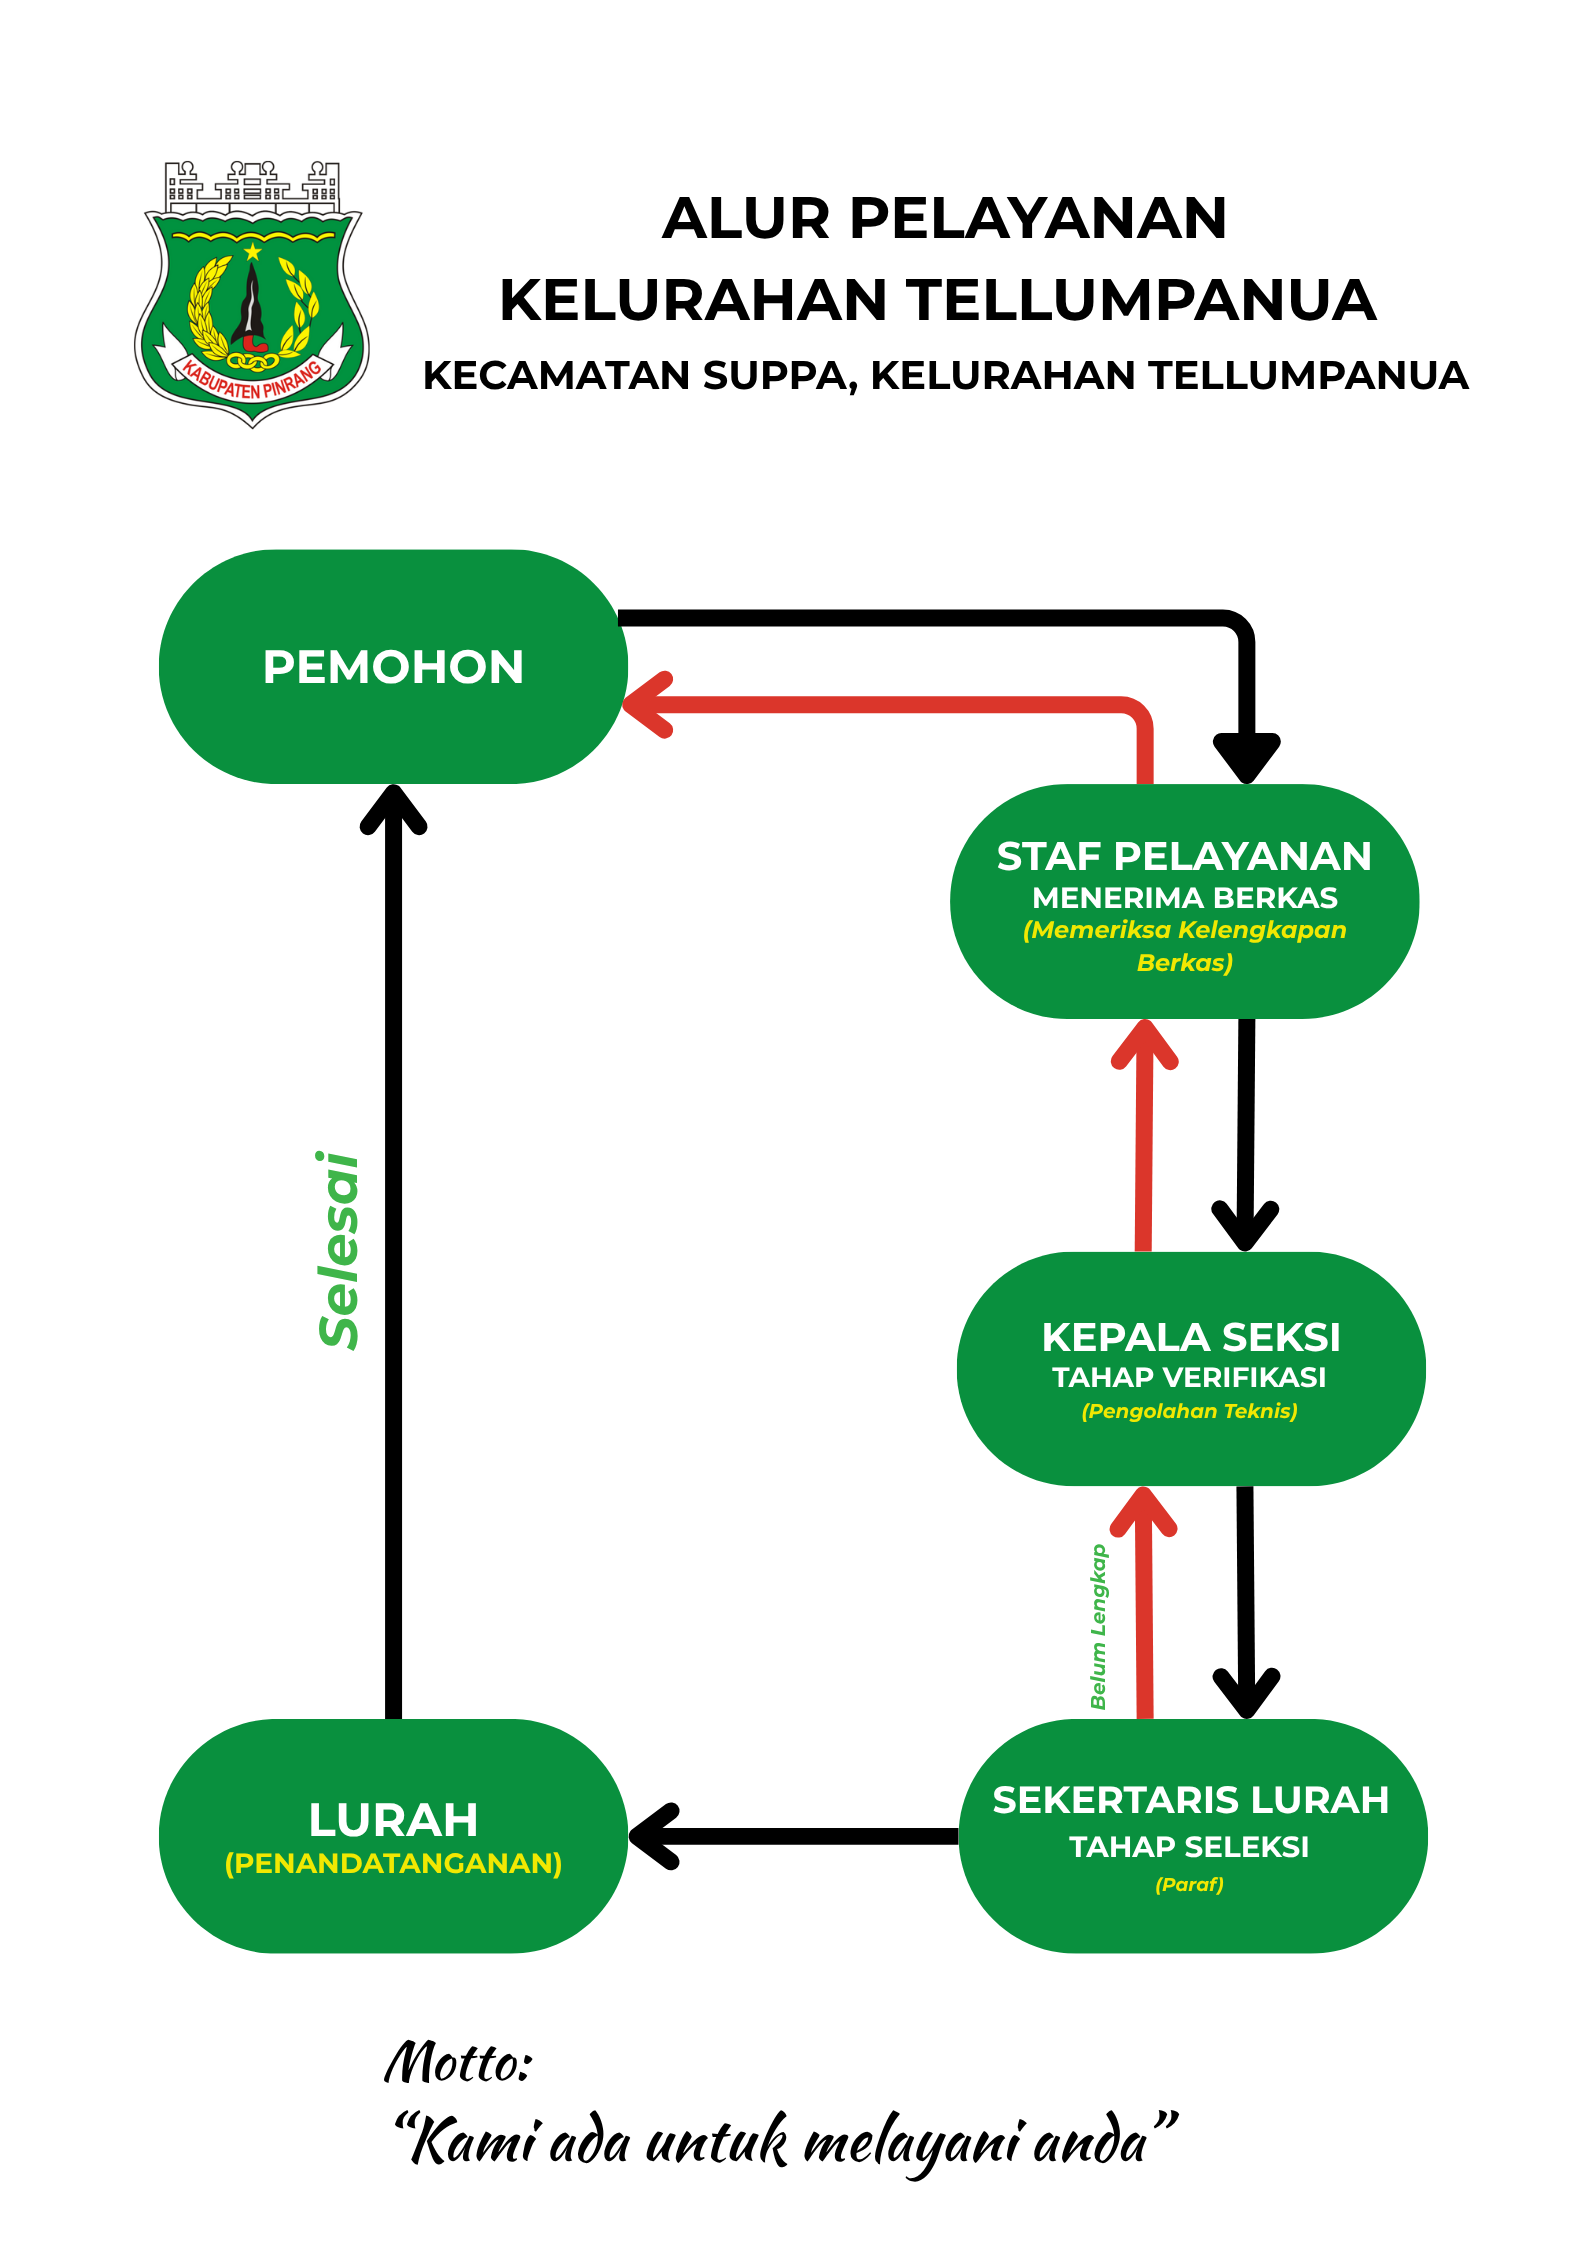 ALUR PELAYANAN
KELURAHAN TELLUMPANUA
KECAMATAN SUPPA, KELURAHAN TELLUMPANUA
KABUPATEN PINRANG
PEMOHON
STAF PELAYANAN
MENERIMA BERKAS
(Memeriksa Kelengkapan
Berkas)
Selesai
KEPALA SEKSI
TAHAP VERIFIKASI
(Pengolahan Teknis)
Belum Lengkap
LURAH
(PENANDATANGANAN)
SEKERTARIS LURAH
TAHAP SELEKSI
(Paraf)
Motto:
“Kami ada untuk melayani anda”